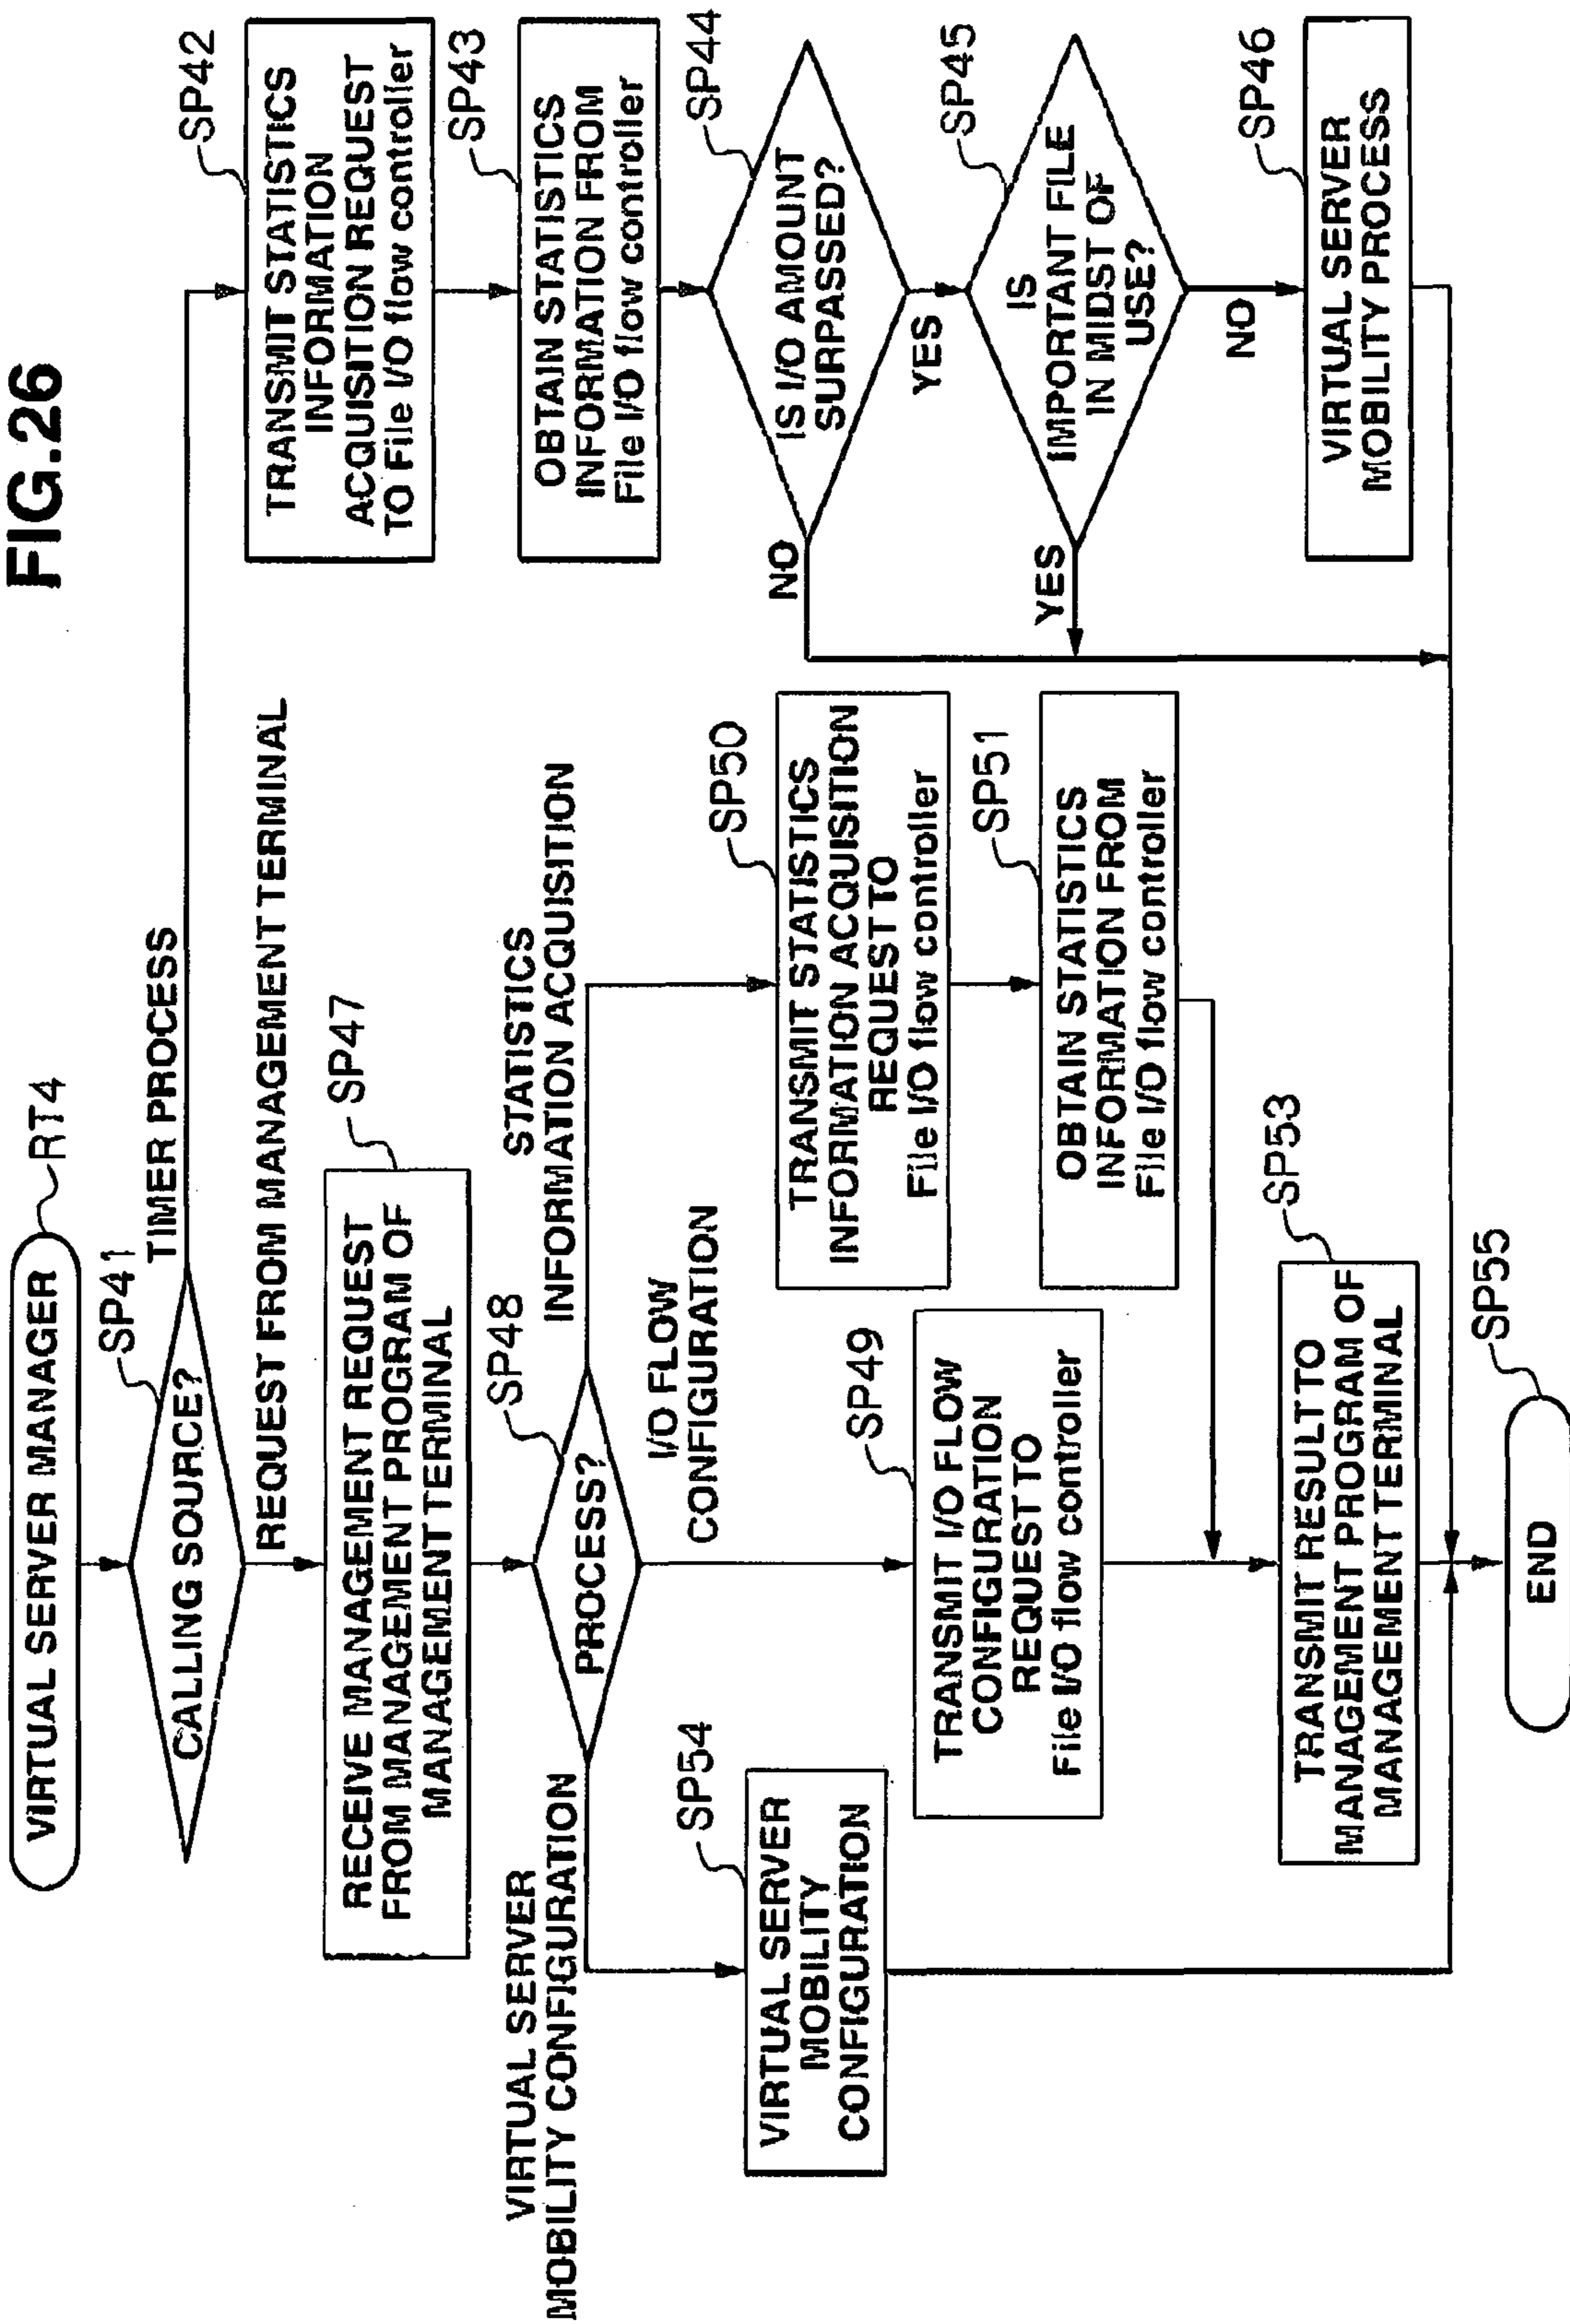 FIG.26
VIRTUAL SERVER MANAGER
RT4
SP41
CALLING SOURCE?
TIMER PROCESS
REQUEST FROM MANAGEMENT TERMINAL
SP42
TRANSMIT STATISTICS
INFORMATION
ACQUISITION REQUEST
TO File I/O flow controller
SP43
OBTAIN STATISTICS
INFORMATION FROM
File I/O flow controller
SP44
IS I/O AMOUNT
SURPASSED?
NO
YES
SP45
IS
IMPORTANT FILE
IN MIDST OF
USE?
YES
NO
SP46
VIRTUAL SERVER
MOBILITY PROCESS
SP47
RECEIVE MANAGEMENT REQUEST
FROM MANAGEMENT PROGRAM OF
MANAGEMENT TERMINAL
SP48
PROCESS?
STATISTICS
INFORMATION ACQUISITION
I/O FLOW
CONFIGURATION
VIRTUAL SERVER
MOBILITY CONFIGURATION
SP50
TRANSMIT STATISTICS
INFORMATION ACQUISITION
REQUEST TO
File I/O flow controller
SP51
OBTAIN STATISTICS
INFORMATION FROM
File I/O flow controller
SP49
TRANSMIT I/O FLOW
CONFIGURATION
REQUEST TO
File I/O flow controller
SP54
VIRTUAL SERVER
MOBILITY
CONFIGURATION
SP53
TRANSMIT RESULT TO
MANAGEMENT PROGRAM OF
MANAGEMENT TERMINAL
SP55
END